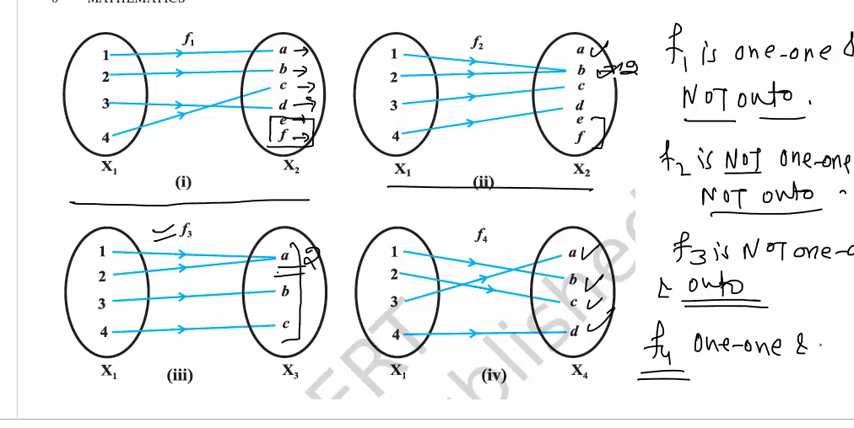 6 MATHEMATICS
f₁
1
2
3
4
a
b
c
d
e
f
X₁
X₂
(i)
f₂
1
2
3
4
a
b
c
d
e
f
X₁
X₂
(ii)
f₃
1
2
3
4
a
b
c
X₁
X₃
(iii)
f₄
1
2
3
4
a
b
c
d
X₁
X₄
(iv)
f₁ is one-one &
NOT onto.
f₂ is NOT one-one
NOT onto
f₃ is NOT one-
& onto
f₄ one-one &